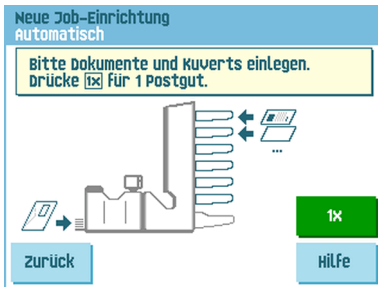 Neue Job-Einrichtung
Automatisch
Bitte Dokumente und Kuverts einlegen.
Drücke 1x für 1 Postgut.
...
1x
Zurück
Hilfe